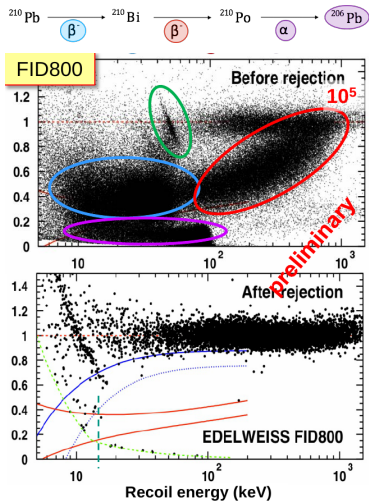 ²¹⁰Pb → ²¹⁰Bi → ²¹⁰Po → ²⁰⁶Pb
β⁻ β⁻ α
FID800
Before rejection
10⁵
1.2
1
0.8
0.6
0.4
0.2
0
10 10² 10³
preliminary
After rejection
1.4
1.2
1
0.8
0.6
0.4
0.2
0
EDELWEISS FID800
10 10² 10³
Recoil energy (keV)